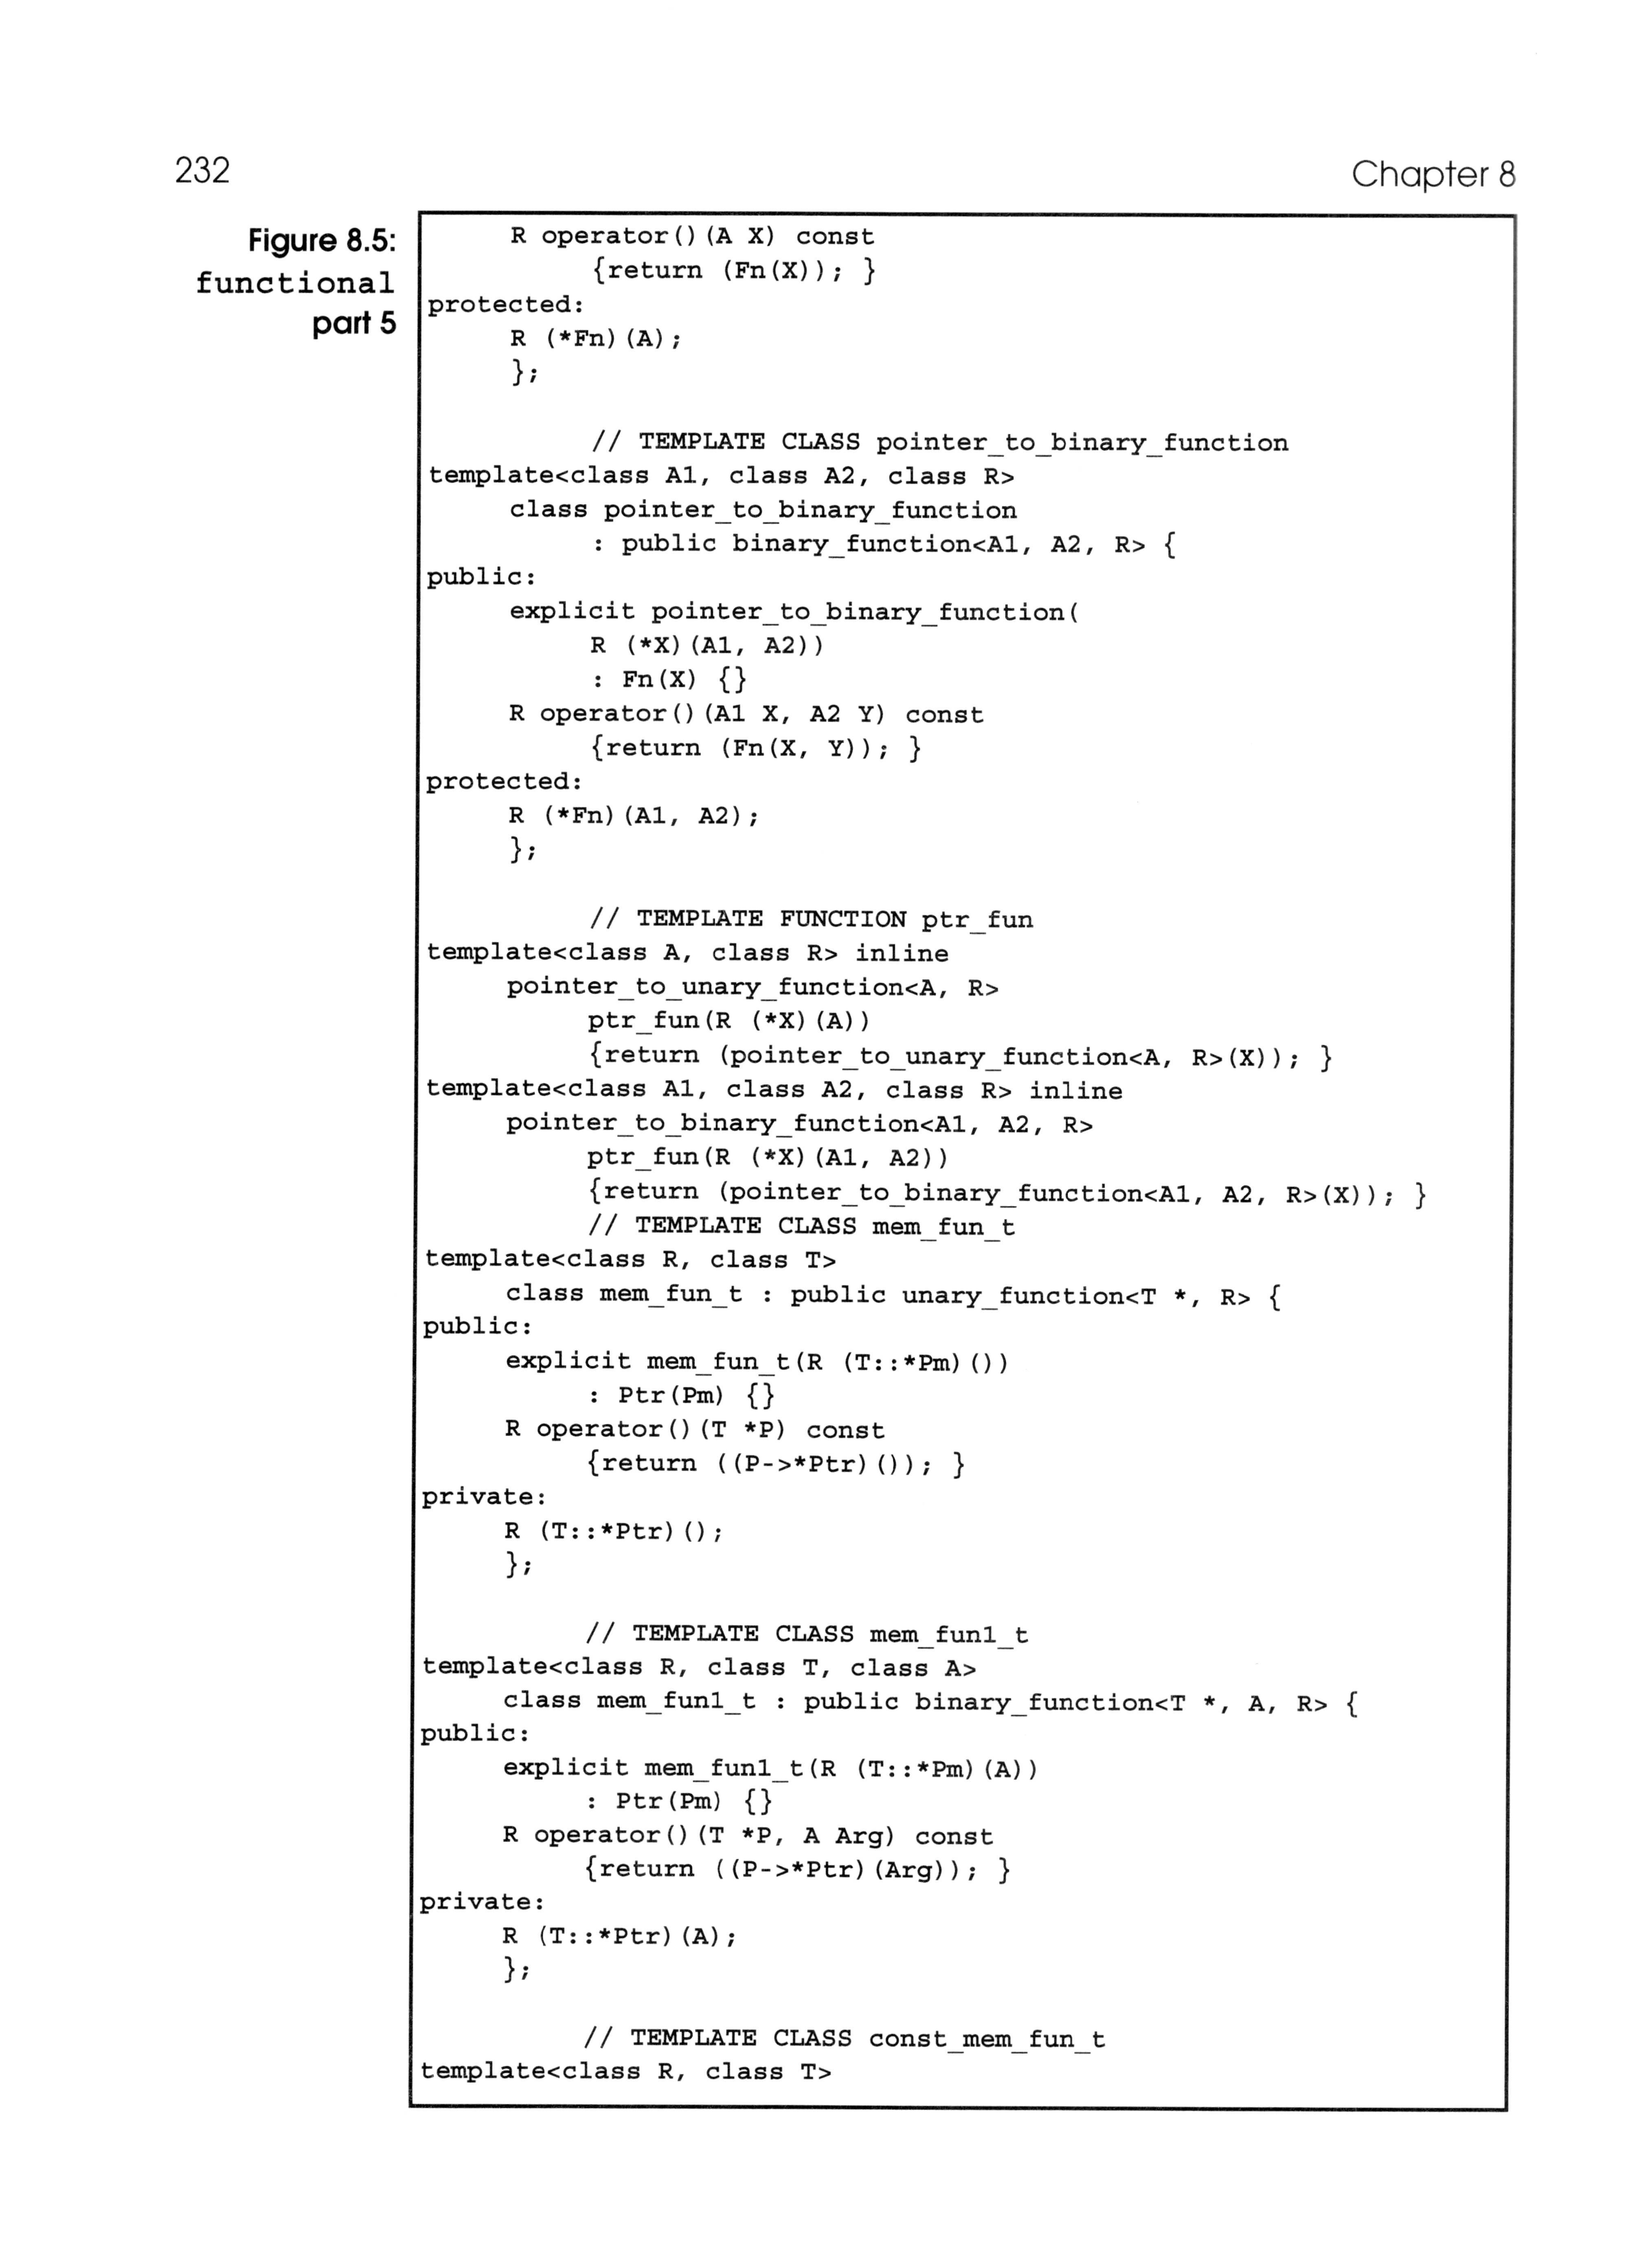 232
Chapter 8
Figure 8.5:
functional
part 5
R operator()(A X) const
{return (Fn(X)); }
protected:
R (*Fn)(A);
};
// TEMPLATE CLASS pointer_to_binary_function
template<class A1, class A2, class R>
class pointer_to_binary_function
: public binary_function<A1, A2, R> {
public:
explicit pointer_to_binary_function(
R (*X)(A1, A2))
: Fn(X) {}
R operator()(A1 X, A2 Y) const
{return (Fn(X, Y)); }
protected:
R (*Fn)(A1, A2);
};
// TEMPLATE FUNCTION ptr_fun
template<class A, class R> inline
pointer_to_unary_function<A, R>
ptr_fun(R (*X)(A))
{return (pointer_to_unary_function<A, R>(X)); }
template<class A1, class A2, class R> inline
pointer_to_binary_function<A1, A2, R>
ptr_fun(R (*X)(A1, A2))
{return (pointer_to_binary_function<A1, A2, R>(X)); }
// TEMPLATE CLASS mem_fun_t
template<class R, class T>
class mem_fun_t : public unary_function<T *, R> {
public:
explicit mem_fun_t(R (T::*Pm)())
: Ptr(Pm) {}
R operator()(T *P) const
{return ((P->*Ptr)()); }
private:
R (T::*Ptr)();
};
// TEMPLATE CLASS mem_fun1_t
template<class R, class T, class A>
class mem_fun1_t : public binary_function<T *, A, R> {
public:
explicit mem_fun1_t(R (T::*Pm)(A))
: Ptr(Pm) {}
R operator()(T *P, A Arg) const
{return ((P->*Ptr)(Arg)); }
private:
R (T::*Ptr)(A);
};
// TEMPLATE CLASS const_mem_fun_t
template<class R, class T>